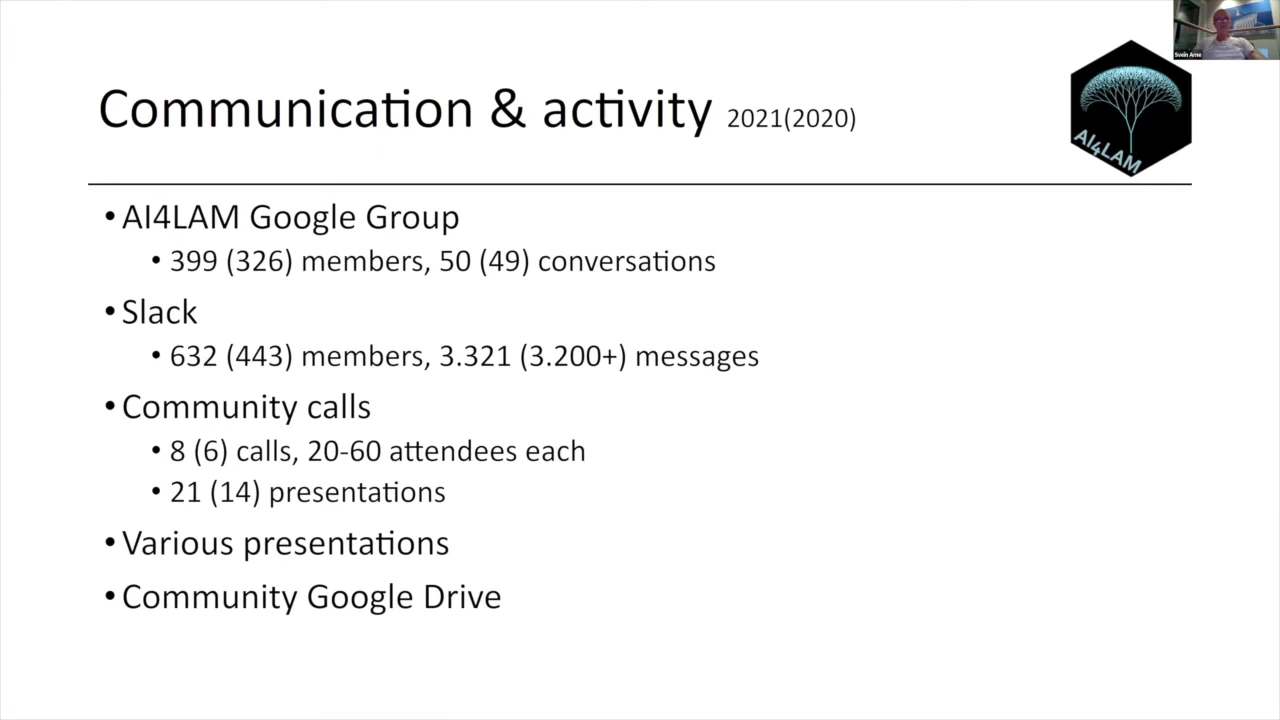 Svein Arne
Communication & activity 2021(2020)
AI4LAM
• AI4LAM Google Group
• 399 (326) members, 50 (49) conversations
• Slack
• 632 (443) members, 3.321 (3.200+) messages
• Community calls
• 8 (6) calls, 20-60 attendees each
• 21 (14) presentations
• Various presentations
• Community Google Drive